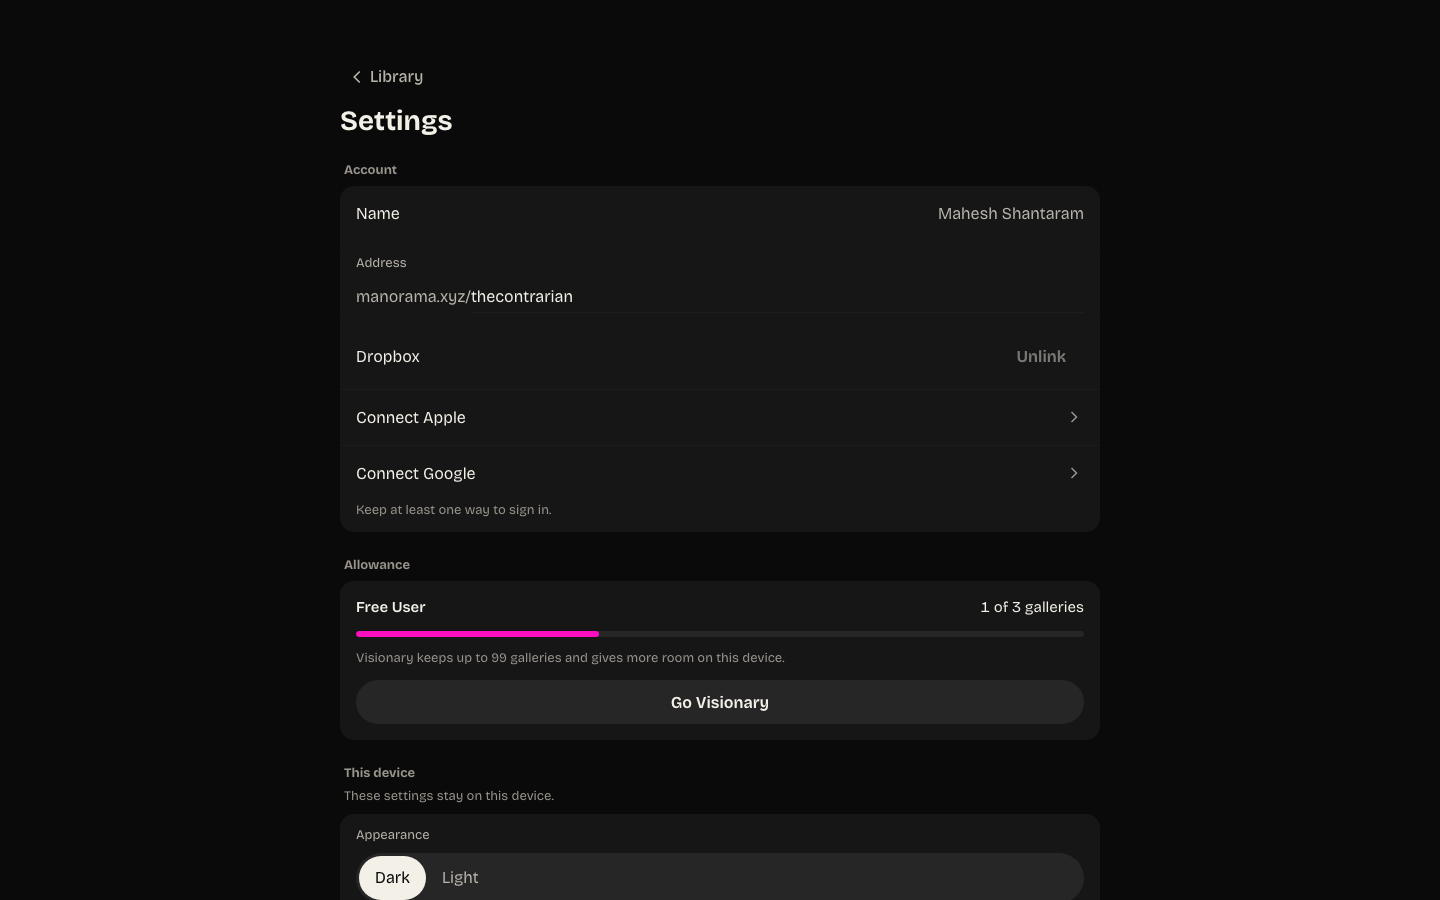 Library
Settings
Account
Name
Mahesh Shantaram
Address
manorama.xyz/thecontrarian
Dropbox
Unlink
Connect Apple
Connect Google
Keep at least one way to sign in.
Allowance
Free User
1 of 3 galleries
Visionary keeps up to 99 galleries and gives more room on this device.
Go Visionary
This device
These settings stay on this device.
Appearance
Dark
Light